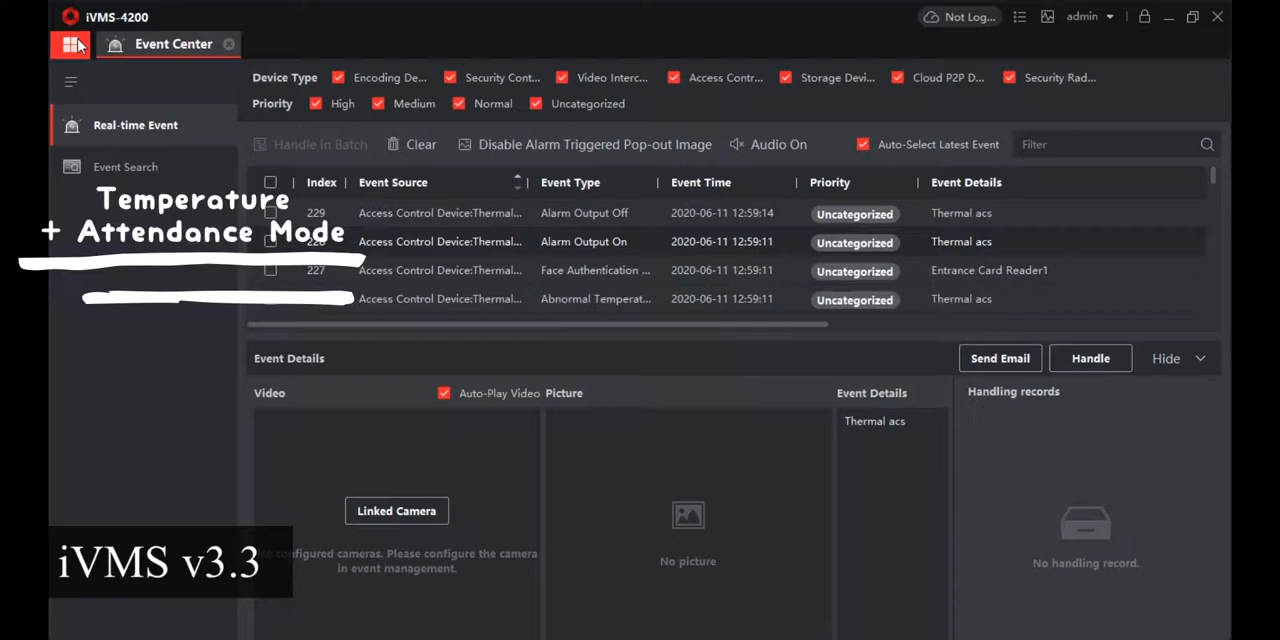 iVMS-4200
Not Log...
admin
Event Center
Device Type Encoding De... Security Cont... Video Interc... Access Contr... Storage Devi... Cloud P2P D... Security Rad...
Priority High Medium Normal Uncategorized
Real-time Event
Event Search
Handle in Batch Clear Disable Alarm Triggered Pop-out Image Audio On Auto-Select Latest Event Filter
Index Event Source Event Type Event Time Priority Event Details
229 Access Control Device:Thermal... Alarm Output Off 2020-06-11 12:59:14 Uncategorized Thermal acs
Access Control Device:Thermal... Alarm Output On 2020-06-11 12:59:11 Uncategorized Thermal acs
227 Access Control Device:Thermal... Face Authentication ... 2020-06-11 12:59:11 Uncategorized Entrance Card Reader1
Access Control Device:Thermal... Abnormal Temperat... 2020-06-11 12:59:11 Uncategorized Thermal acs
Temperature
+ Attendance Mode
Event Details Send Email Handle Hide
Video Auto-Play Video Picture Event Details Handling records
Thermal acs
Linked Camera
configured cameras. Please configure the camera
in event management.
No picture
No handling record.
iVMS v3.3